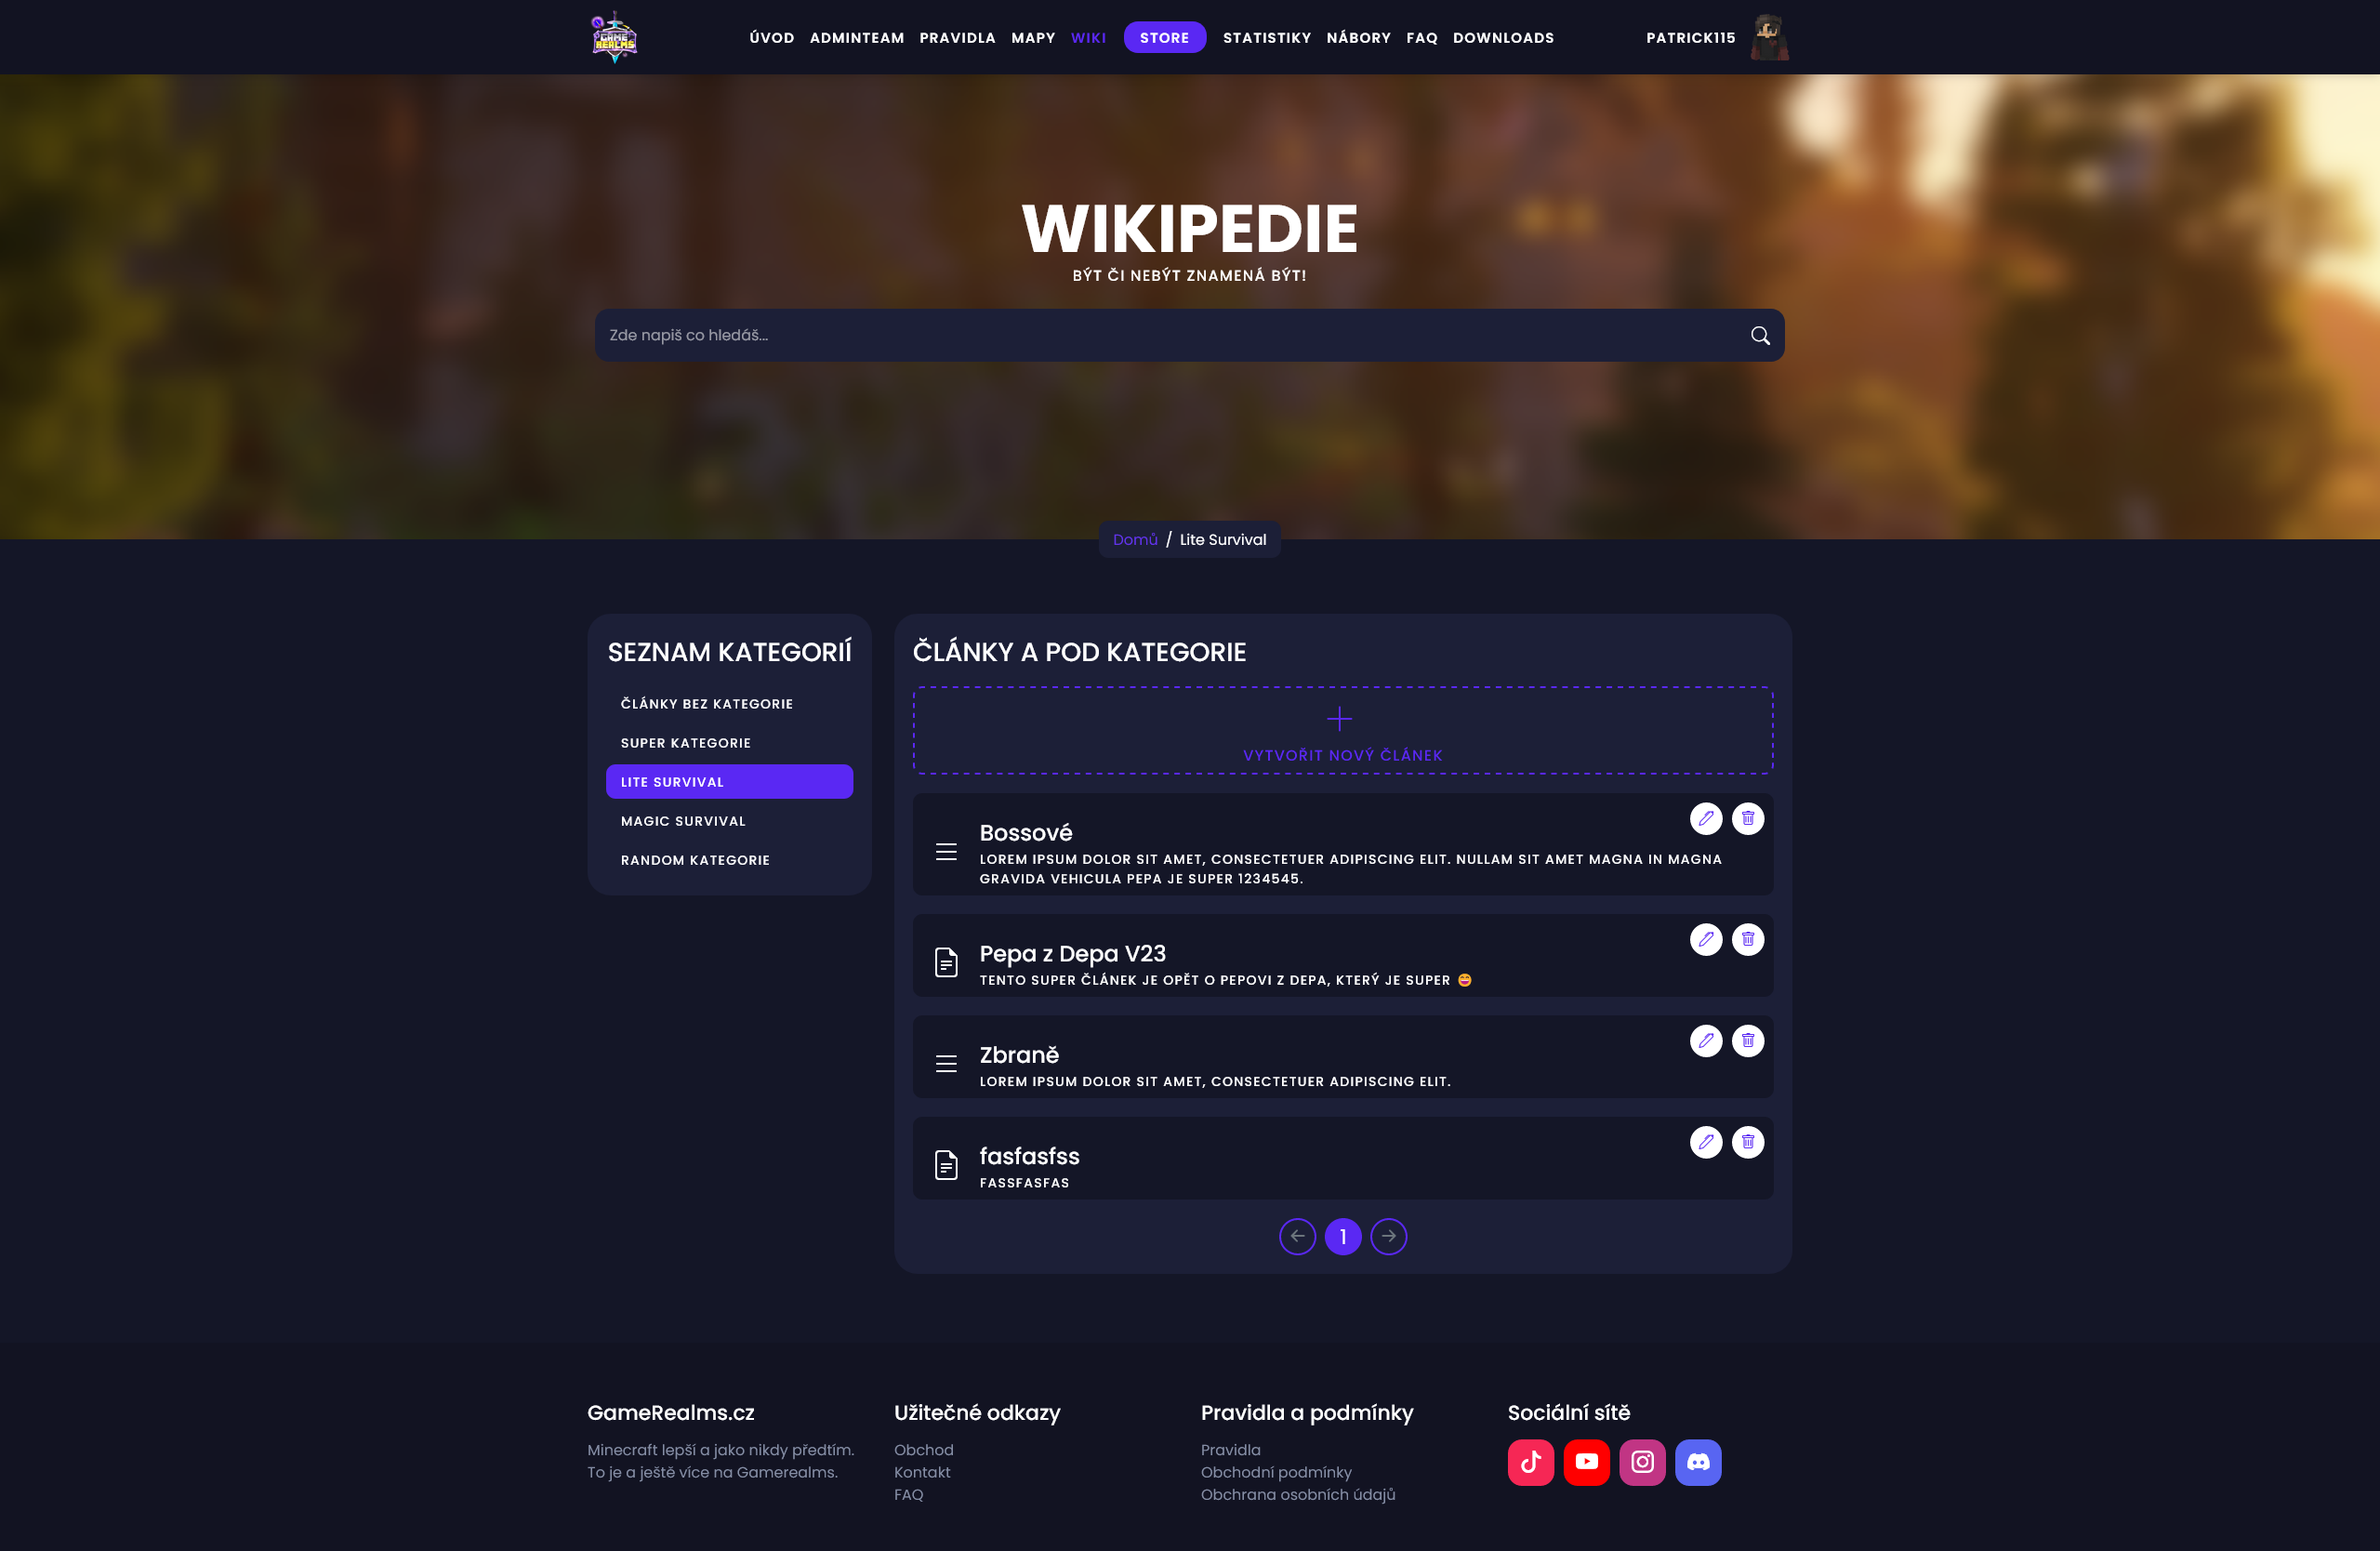 GAME
REALMS
ÚVOD ADMINTEAM PRAVIDLA MAPY WIKI STORE STATISTIKY NÁBORY FAQ DOWNLOADS PATRICK115
WIKIPEDIE
BÝT ČI NEBÝT ZNAMENÁ BÝT!
Zde napiš co hledáš...
Domů / Lite Survival
SEZNAM KATEGORIÍ
ČLÁNKY BEZ KATEGORIE
SUPER KATEGORIE
LITE SURVIVAL
MAGIC SURVIVAL
RANDOM KATEGORIE
ČLÁNKY A POD KATEGORIE
VYTVOŘIT NOVÝ ČLÁNEK
Bossové
LOREM IPSUM DOLOR SIT AMET, CONSECTETUER ADIPISCING ELIT. NULLAM SIT AMET MAGNA IN MAGNA
GRAVIDA VEHICULA PEPA JE SUPER 1234545.
Pepa z Depa V23
TENTO SUPER ČLÁNEK JE OPĚT O PEPOVI Z DEPA, KTERÝ JE SUPER 😄
Zbraně
LOREM IPSUM DOLOR SIT AMET, CONSECTETUER ADIPISCING ELIT.
fasfasfss
FASSFASFAS
1
GameRealms.cz
Minecraft lepší a jako nikdy předtím.
To je a ještě více na Gamerealms.
Užitečné odkazy
Obchod
Kontakt
FAQ
Pravidla a podmínky
Pravidla
Obchodní podmínky
Obchrana osobních údajů
Sociální sítě